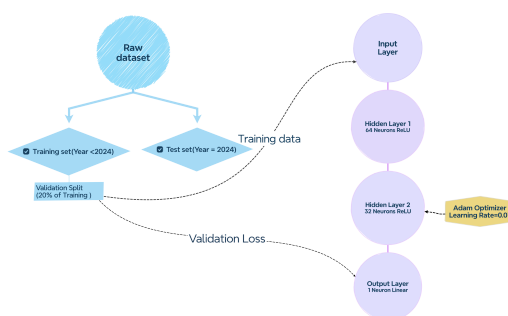 Raw
dataset
Training set(Year <2024)
Test set(Year = 2024)
Validation Split
(20% of Training )
Training data
Validation Loss
Input
Layer
Hidden Layer 1
64 Neurons ReLU
Hidden Layer 2
32 Neurons ReLU
Adam Optimizer
Learning Rate=0.0
Output Layer
1 Neuron Linear